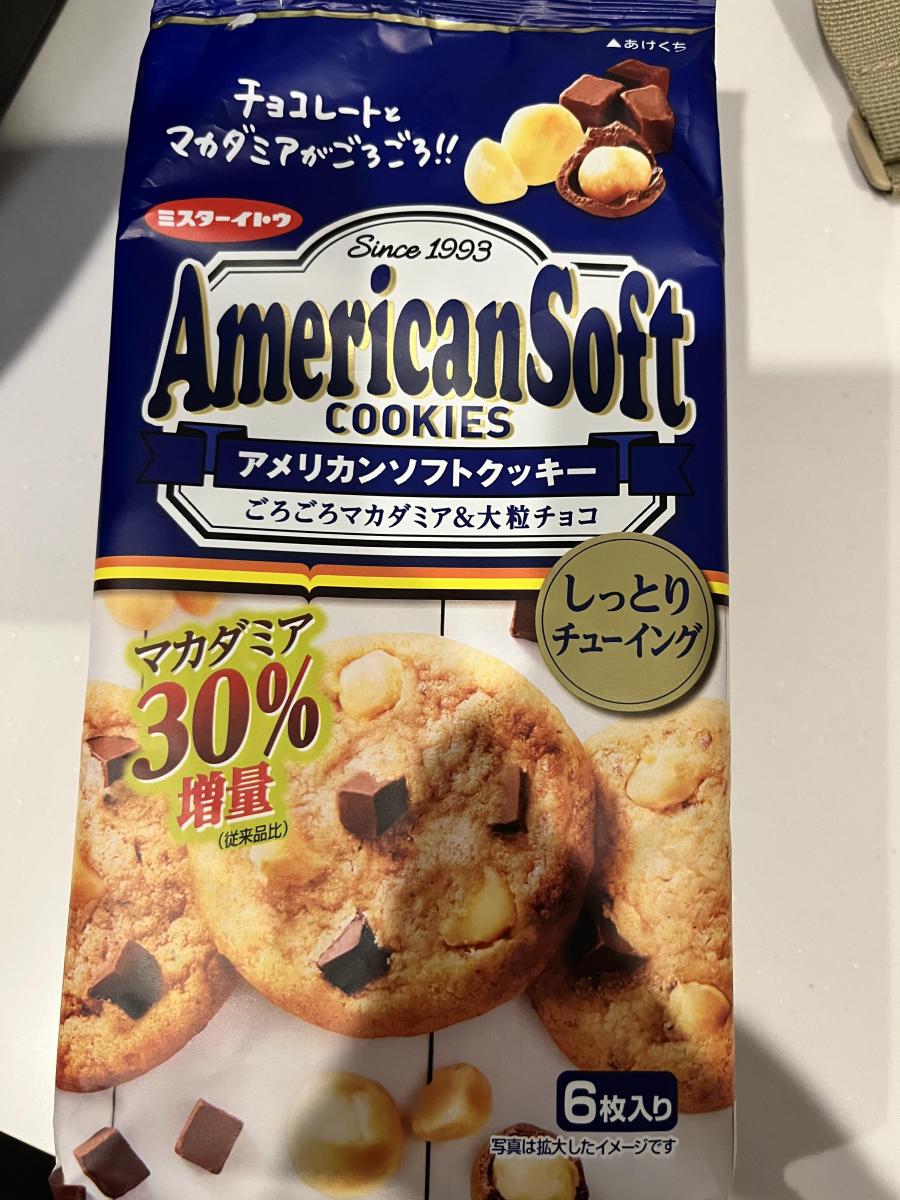 ▲あけくち
チョコレートと
マカダミアがごろごろ!!
ミスターイトウ
Since 1993
AmericanSoft
COOKIES
アメリカンソフトクッキー
ごろごろマカダミア&大粒チョコ
しっとり
チューイング
マカダミア
30%
増量
(従来品比)
6枚入り
写真は拡大したイメージです